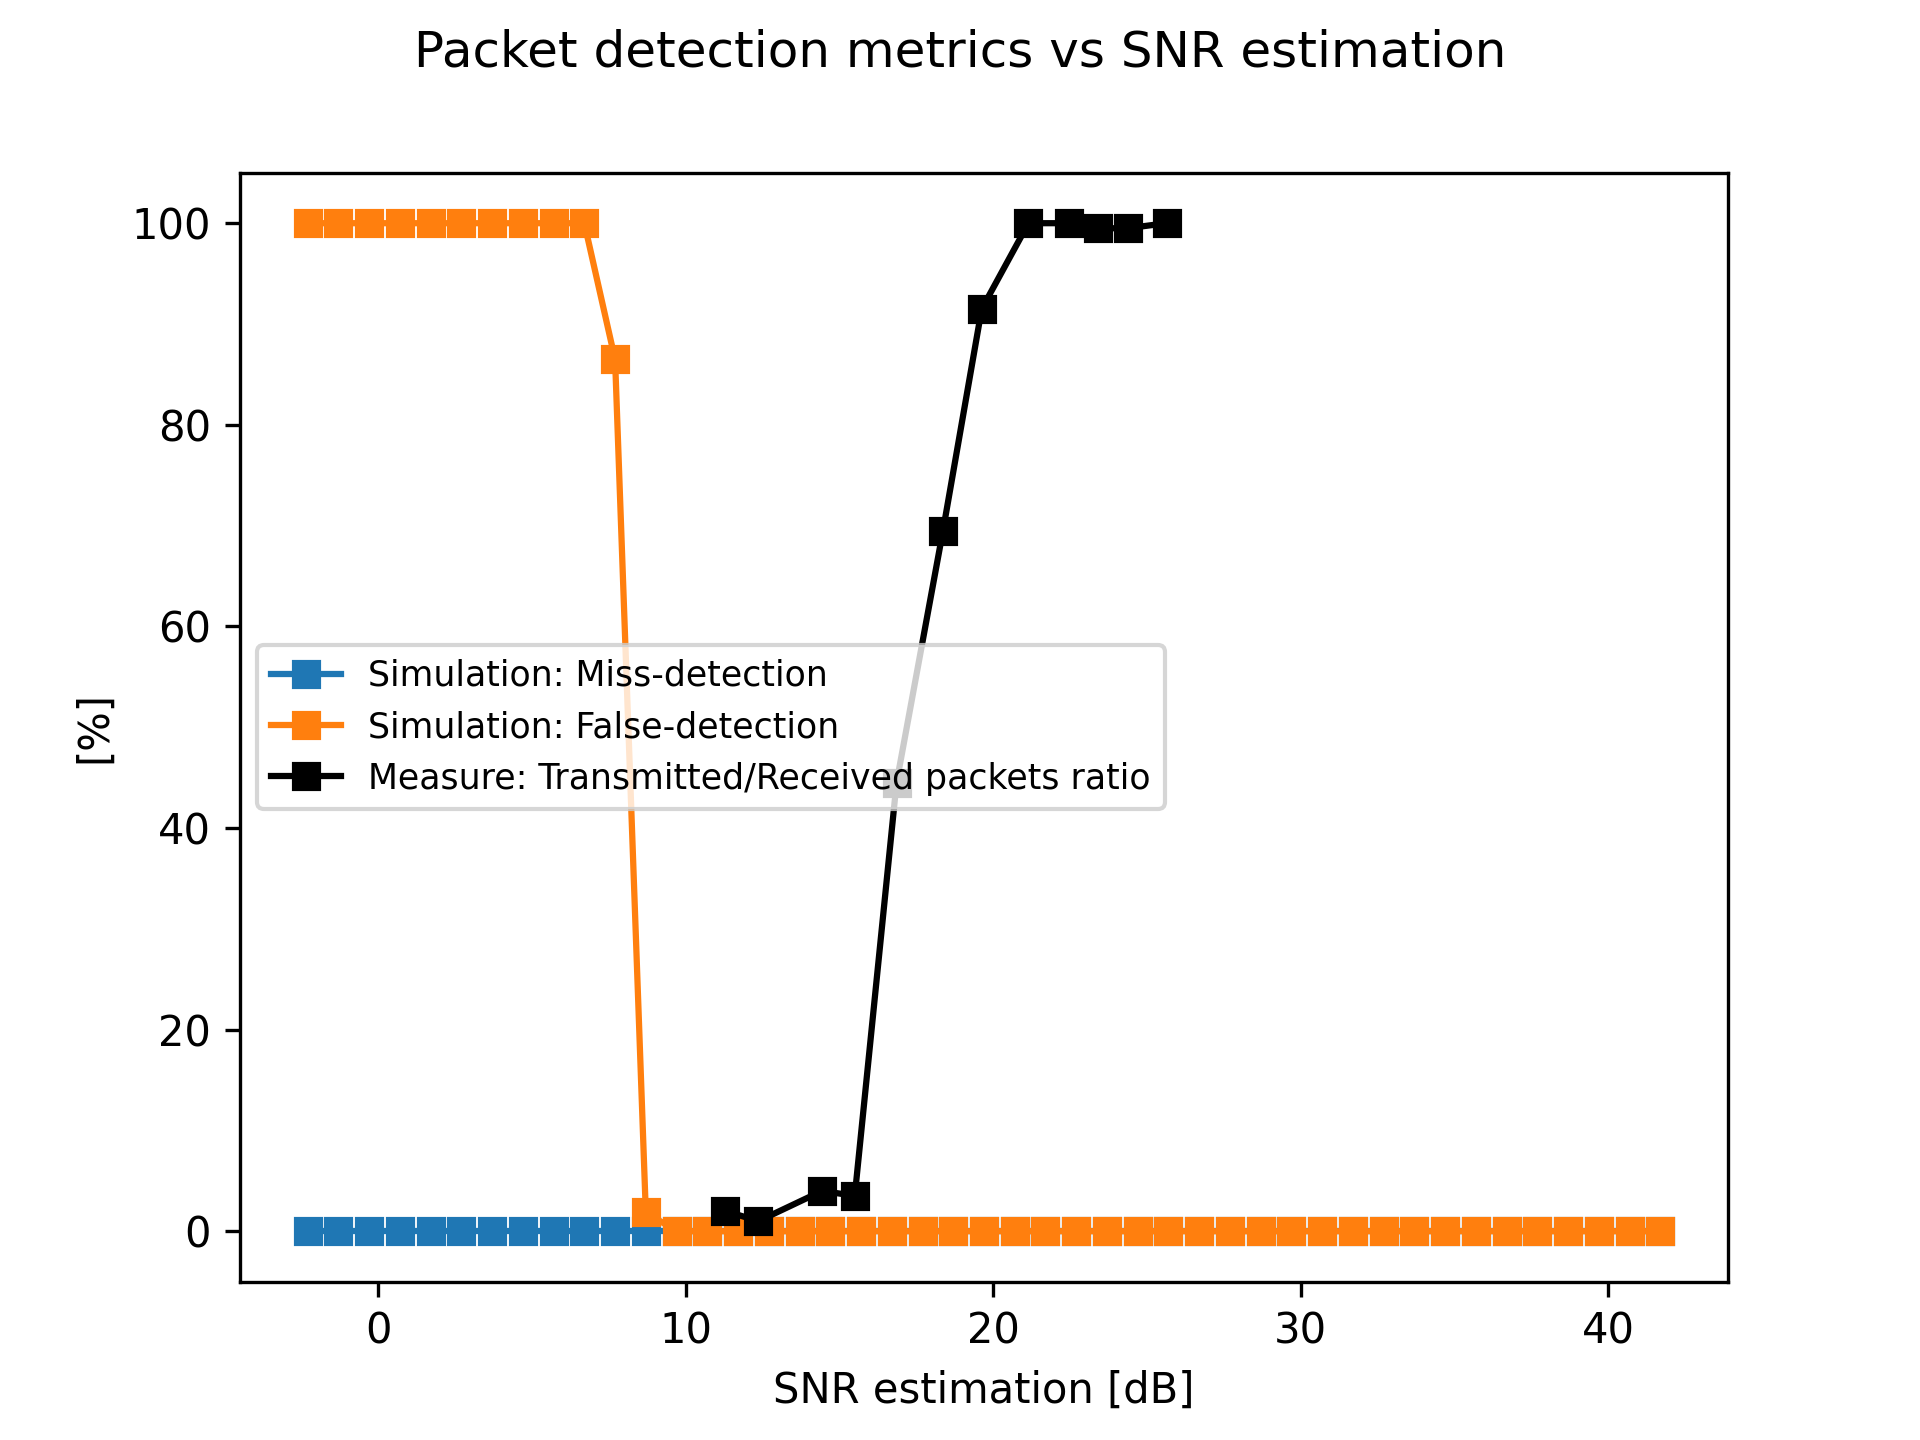 Packet detection metrics vs SNR estimation
100
80
60
40
20
0
[%]
Simulation: Miss-detection
Simulation: False-detection
Measure: Transmitted/Received packets ratio
0 10 20 30 40
SNR estimation [dB]